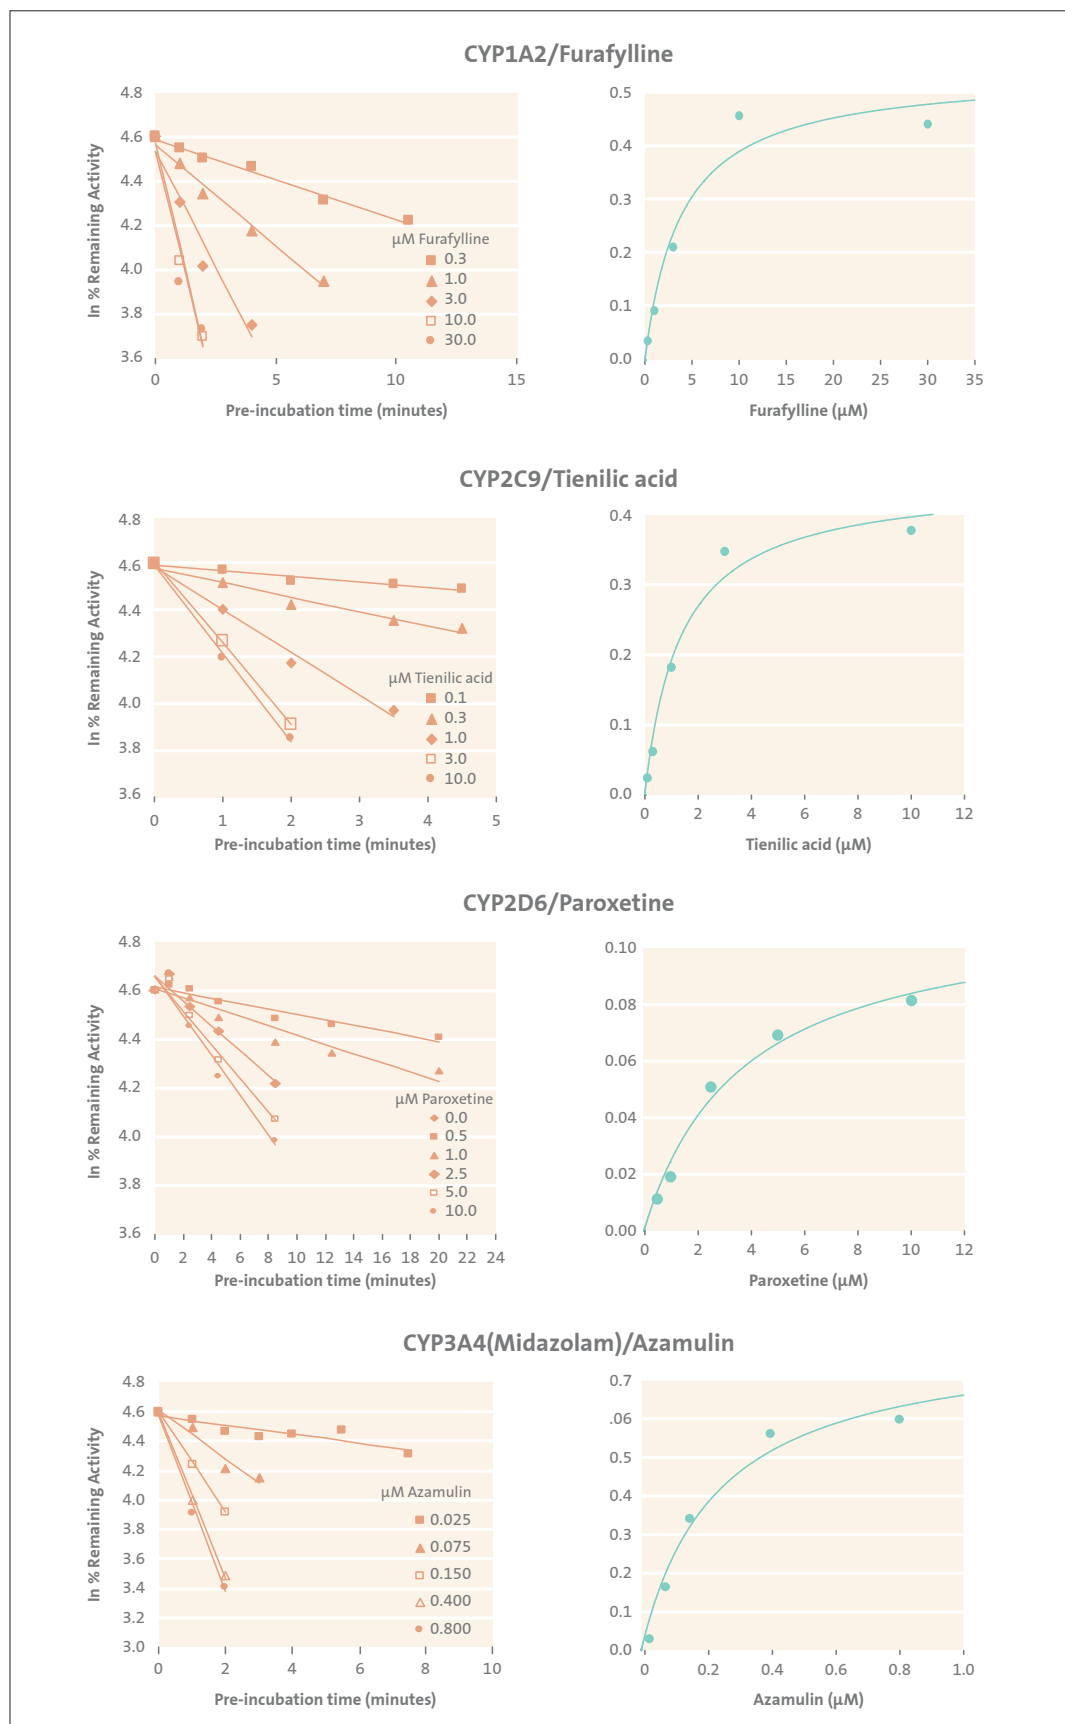 CYP1A2/Furafylline
4.8
4.6
4.4
4.2
4.0
3.8
3.6
ln % Remaining Activity
µM Furafylline
0.3
1.0
3.0
10.0
30.0
0 5 10 15
Pre-incubation time (minutes)
0.5
0.4
0.3
0.2
0.1
0.0
0 5 10 15 20 25 30 35
Furafylline (µM)
CYP2C9/Tienilic acid
4.8
4.6
4.4
4.2
4.0
3.8
3.6
ln % Remaining Activity
µM Tienilic acid
0.1
0.3
1.0
3.0
10.0
0 1 2 3 4 5
Pre-incubation time (minutes)
0.4
0.3
0.2
0.1
0.0
0 2 4 6 8 10 12
Tienilic acid (µM)
CYP2D6/Paroxetine
4.8
4.6
4.4
4.2
4.0
3.8
3.6
ln % Remaining Activity
µM Paroxetine
0.0
0.5
1.0
2.5
5.0
10.0
0 2 4 6 8 10 12 14 16 18 20 22 24
Pre-incubation time (minutes)
0.10
0.08
0.06
0.04
0.02
0.00
0 2 4 6 8 10 12
Paroxetine (µM)
CYP3A4(Midazolam)/Azamulin
4.8
4.6
4.4
4.2
4.0
3.8
3.6
3.4
3.2
3.0
ln % Remaining Activity
µM Azamulin
0.025
0.075
0.150
0.400
0.800
0 2 4 6 8 10
Pre-incubation time (minutes)
0.7
.06
0.5
0.4
0.3
0.2
0.1
0.0
0 0.2 0.4 0.6 0.8 1.0
Azamulin (µM)